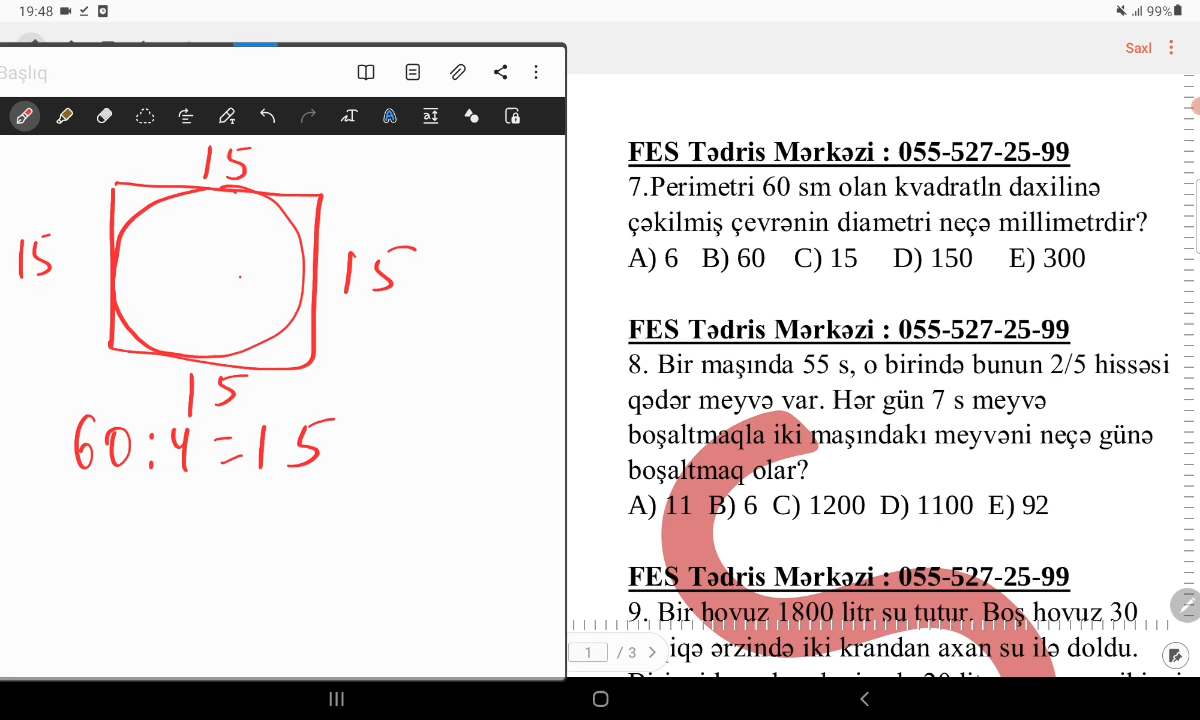 19:48
99%
Saxl
Başlıq
15
15
15
15
60:4=15
FES Tədris Mərkəzi : 055-527-25-99
7.Perimetri 60 sm olan kvadratln daxilinə
çəkilmiş çevrənin diametri neçə millimetrdir?
A) 6 B) 60 C) 15 D) 150 E) 300
FES Tədris Mərkəzi : 055-527-25-99
8. Bir maşında 55 s, o birində bunun 2/5 hissəsi
qədər meyvə var. Hər gün 7 s meyvə
boşaltmaqla iki maşındakı meyvəni neçə günə
boşaltmaq olar?
A) 11 B) 6 C) 1200 D) 1100 E) 92
FES Tədris Mərkəzi : 055-527-25-99
9. Bir hovuz 1800 litr su tutur. Boş hovuz 30
iqə ərzində iki krandan axan su ilə doldu.
1 / 3